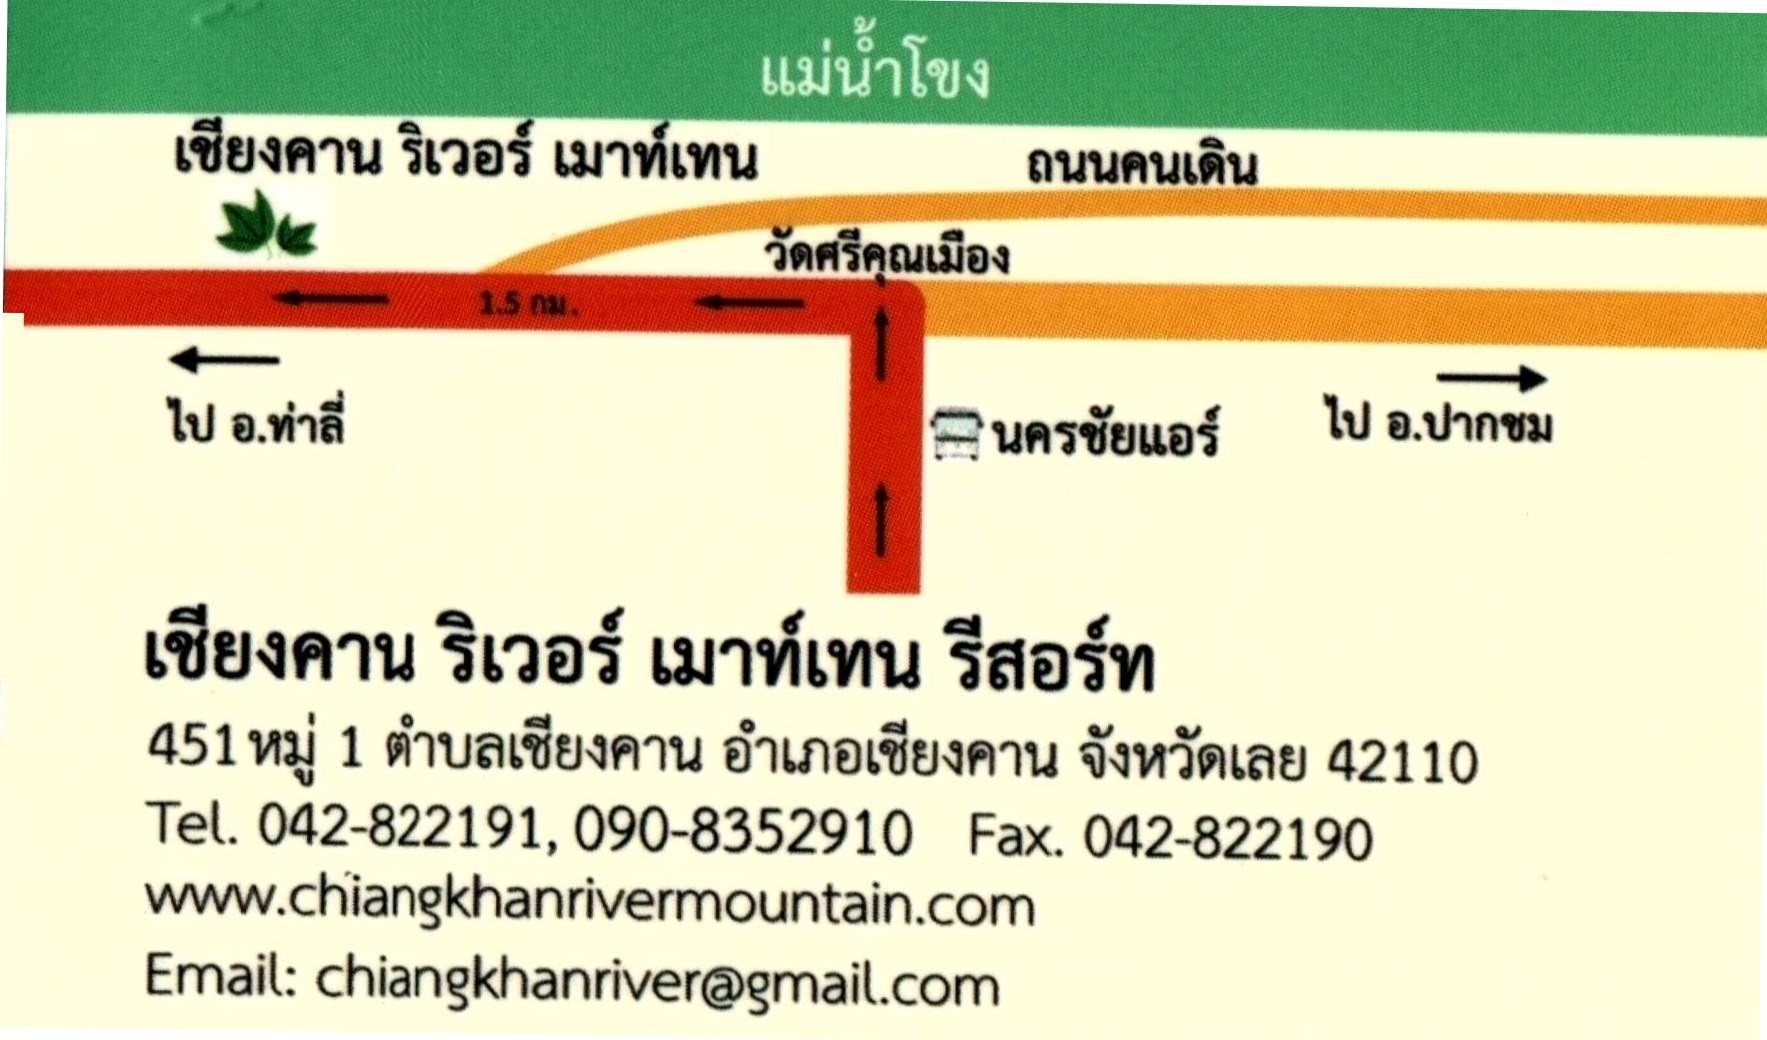 แม่น้ำโขง
เชียงคาน ริเวอร์ เมาท์เทน
ถนนคนเดิน
วัดศรีคุณเมือง
1.5 กม.
ไป อ.ท่าลี่
นครชัยแอร์
ไป อ.ปากชม
เชียงคาน ริเวอร์ เมาท์เทน รีสอร์ท
451หมู่ 1 ตำบลเชียงคาน อำเภอเชียงคาน จังหวัดเลย 42110
Tel. 042-822191, 090-8352910 Fax. 042-822190
www.chiangkhanrivermountain.com
Email: chiangkhanriver@gmail.com